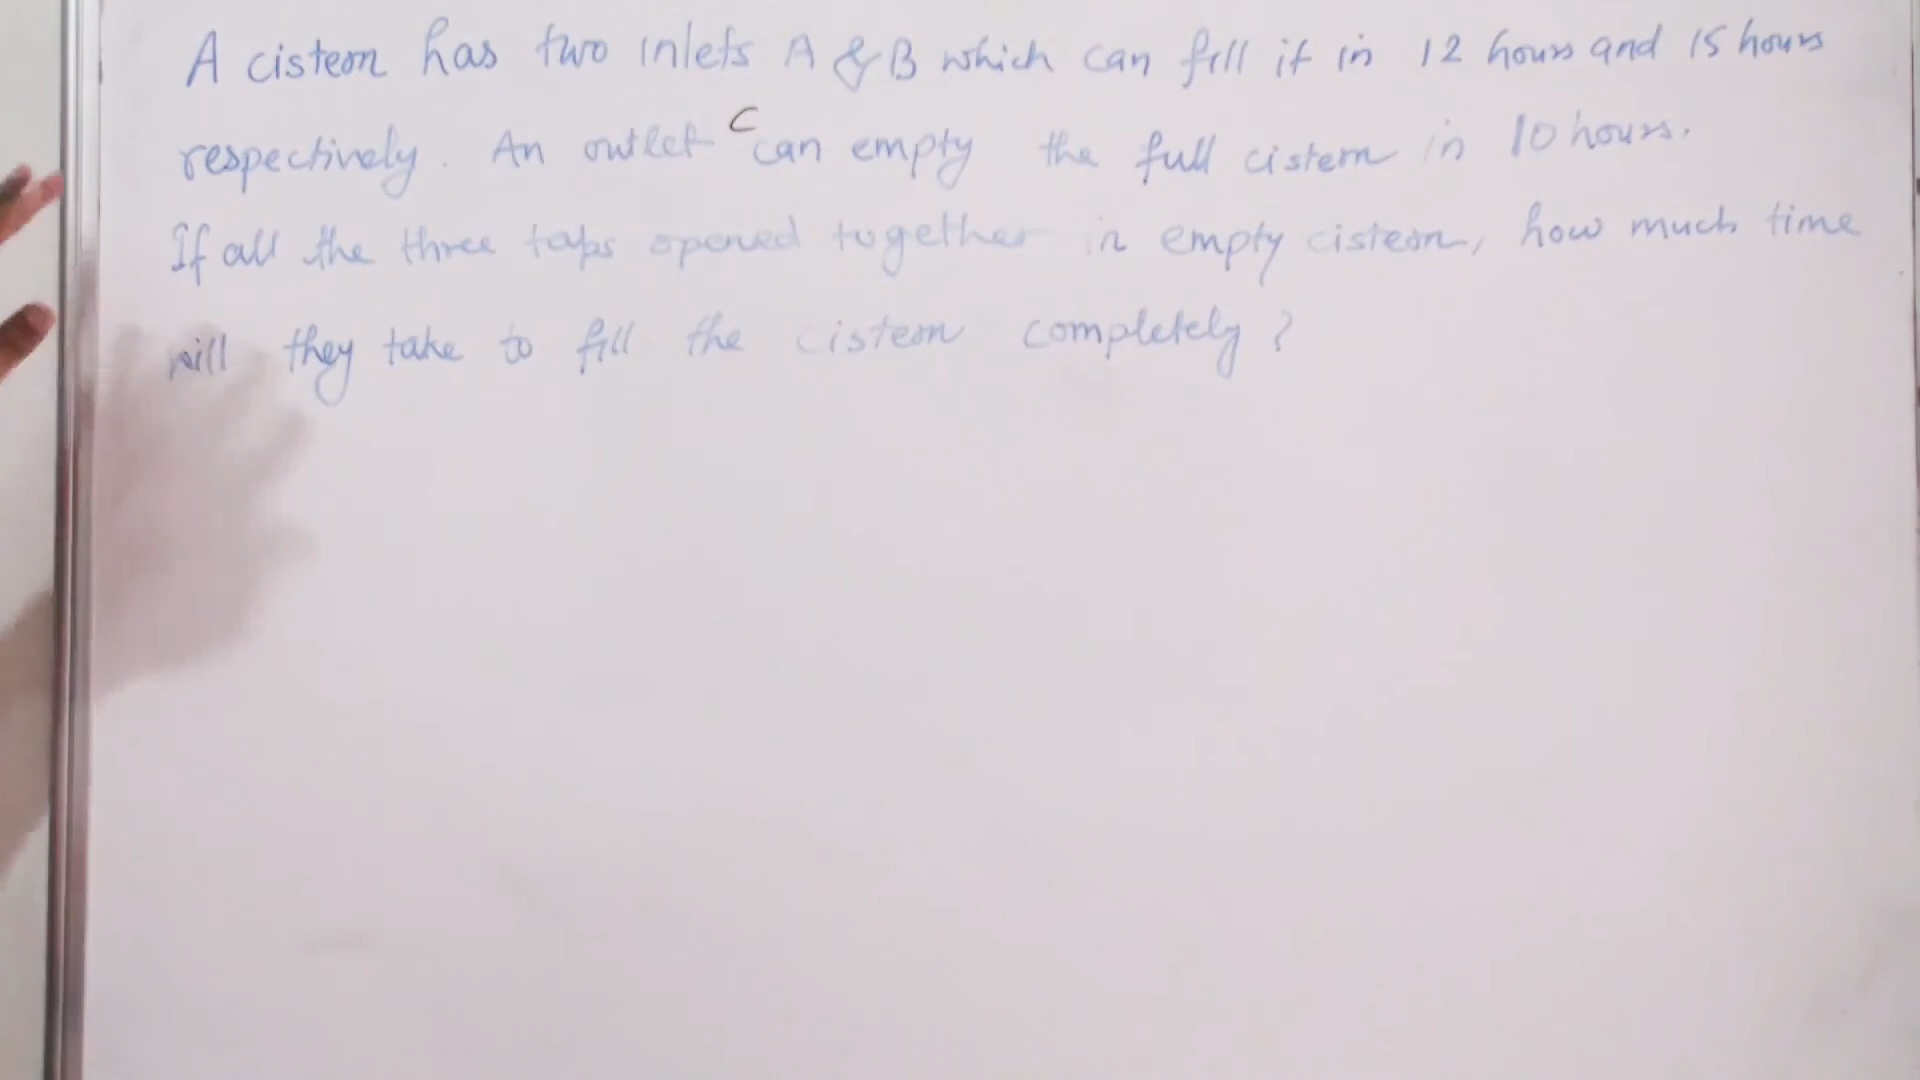 A cistern has two inlets A & B which can fill it in 12 hours and 15 hours
respectively. An outlet C can empty the full cistern in 10 hours.
If all the three taps opened together in empty cistern, how much time
will they take to fill the cistern completely?